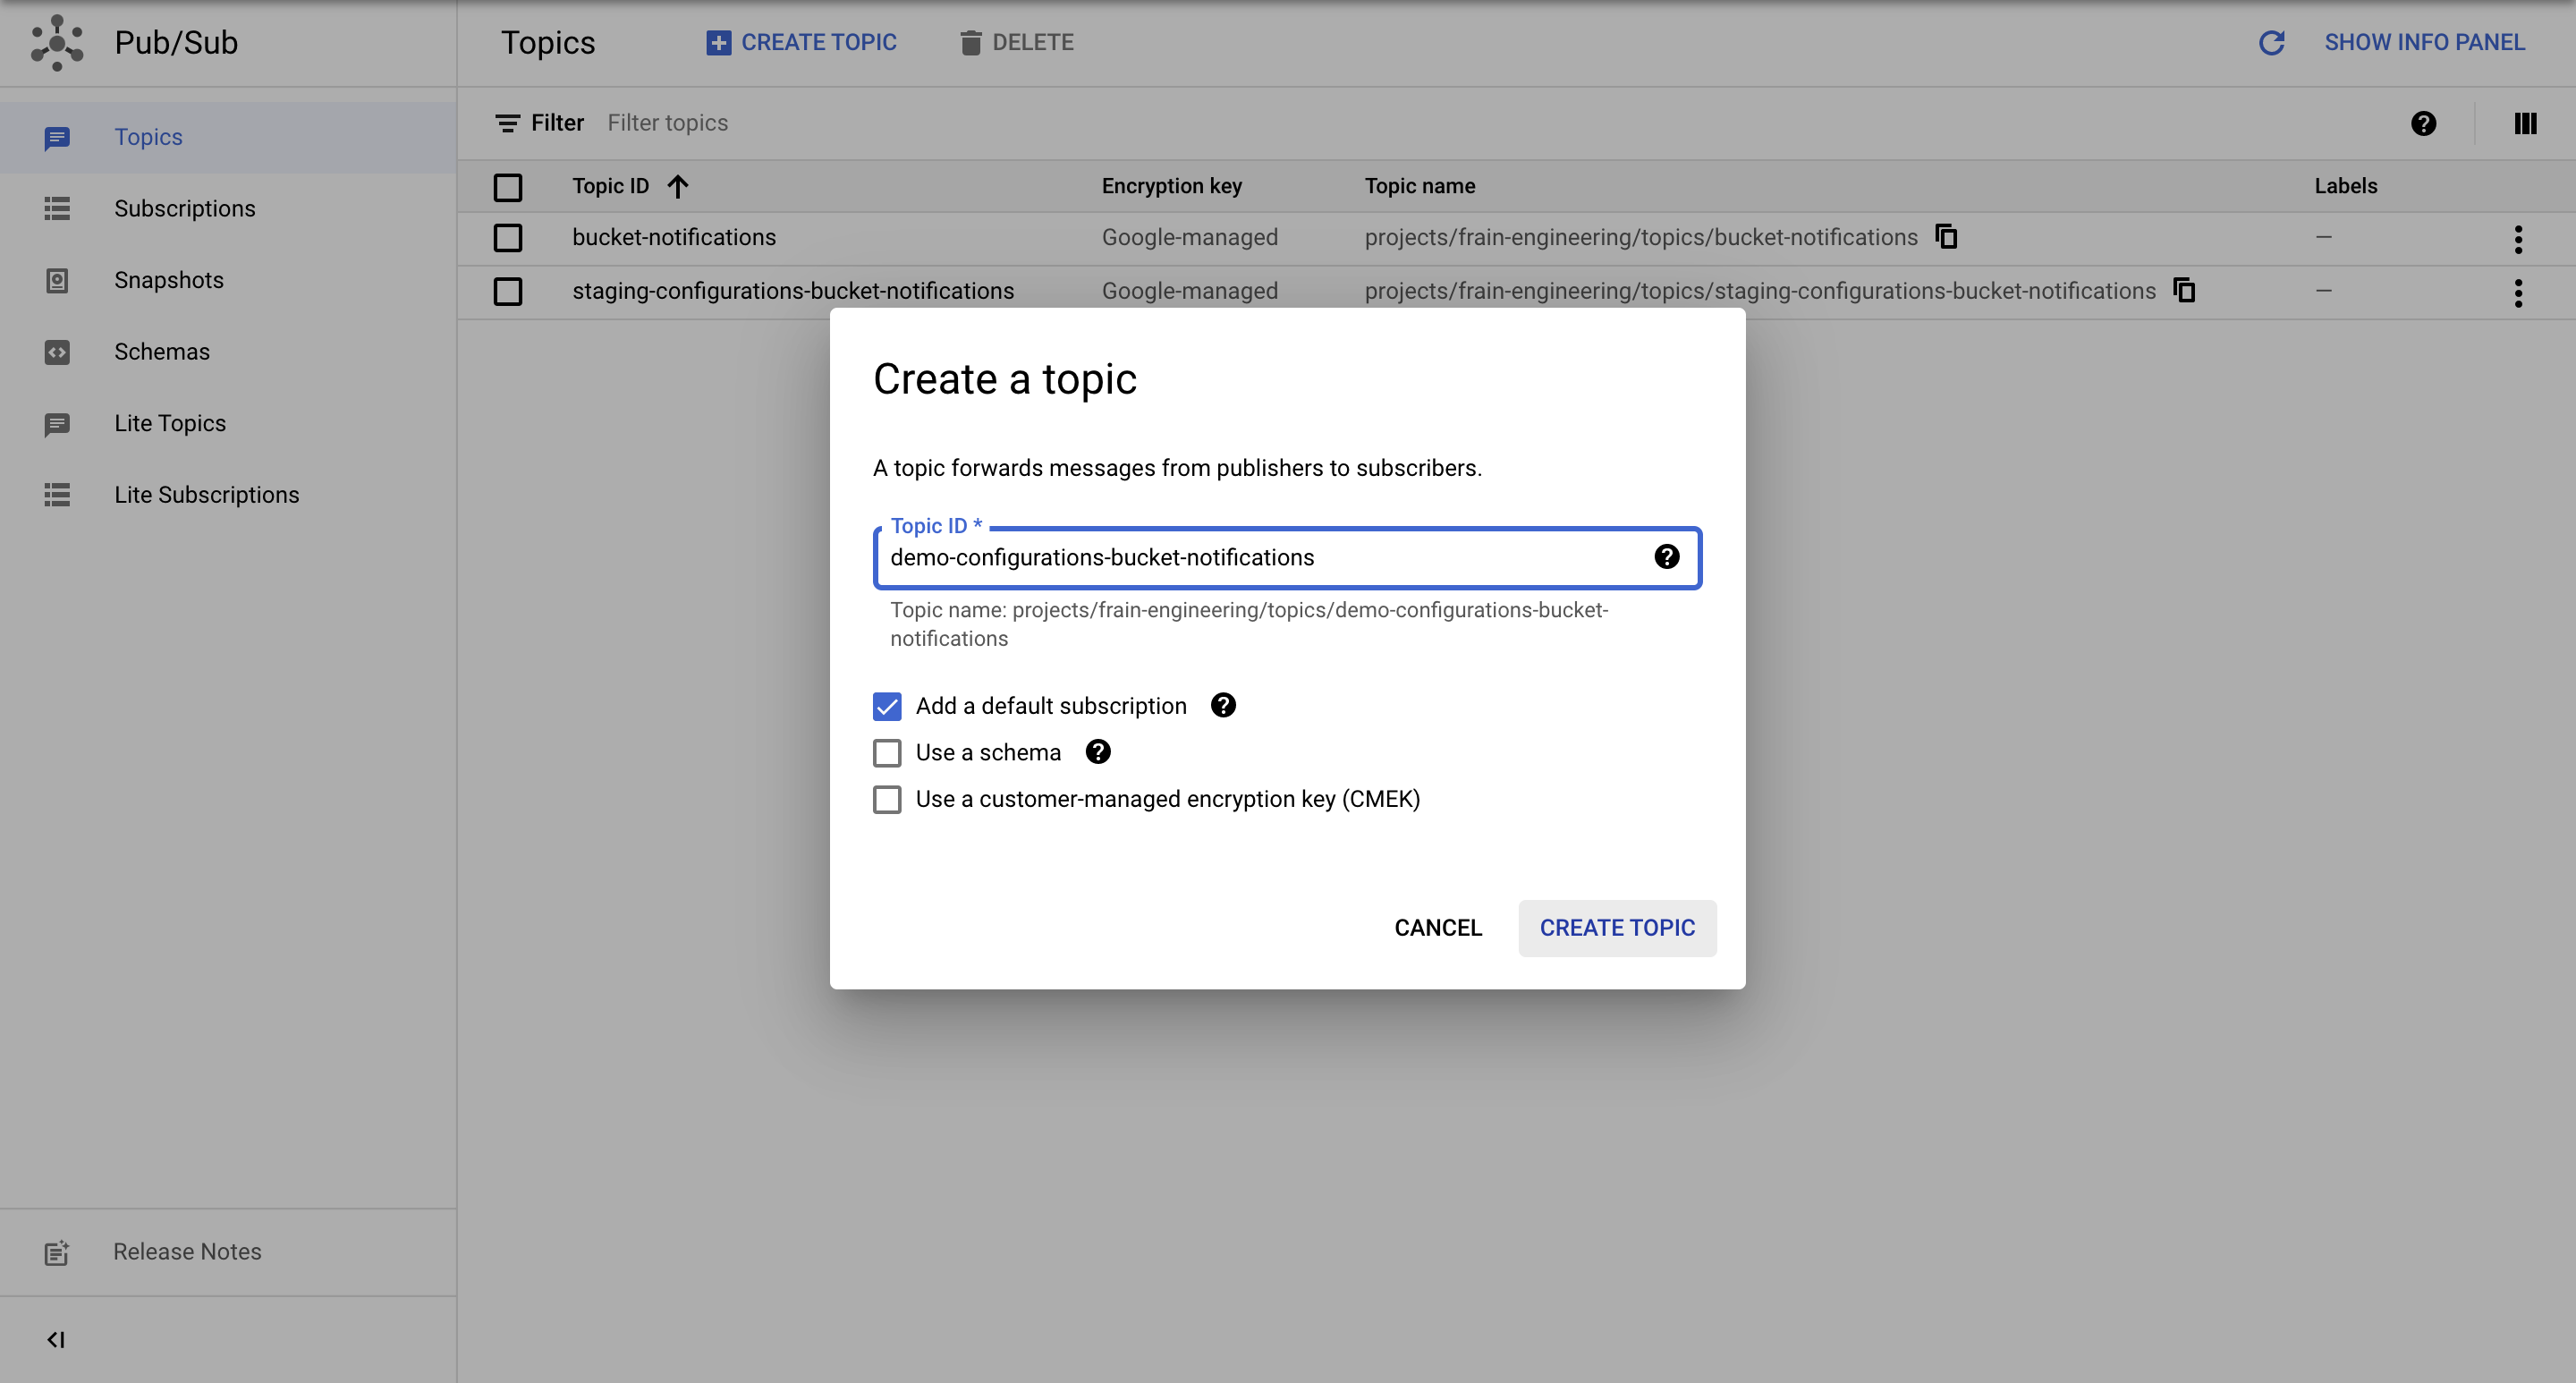 Pub/Sub
Topics
CREATE TOPIC
DELETE
SHOW INFO PANEL
Topics
Subscriptions
Snapshots
Schemas
Lite Topics
Lite Subscriptions
Release Notes
Filter Filter topics
Topic ID Encryption key Topic name Labels
bucket-notifications Google-managed projects/frain-engineering/topics/bucket-notifications —
staging-configurations-bucket-notifications Google-managed projects/frain-engineering/topics/staging-configurations-bucket-notifications —
Create a topic
A topic forwards messages from publishers to subscribers.
Topic ID *
demo-configurations-bucket-notifications
Topic name: projects/frain-engineering/topics/demo-configurations-bucket-
notifications
Add a default subscription
Use a schema
Use a customer-managed encryption key (CMEK)
CANCEL
CREATE TOPIC